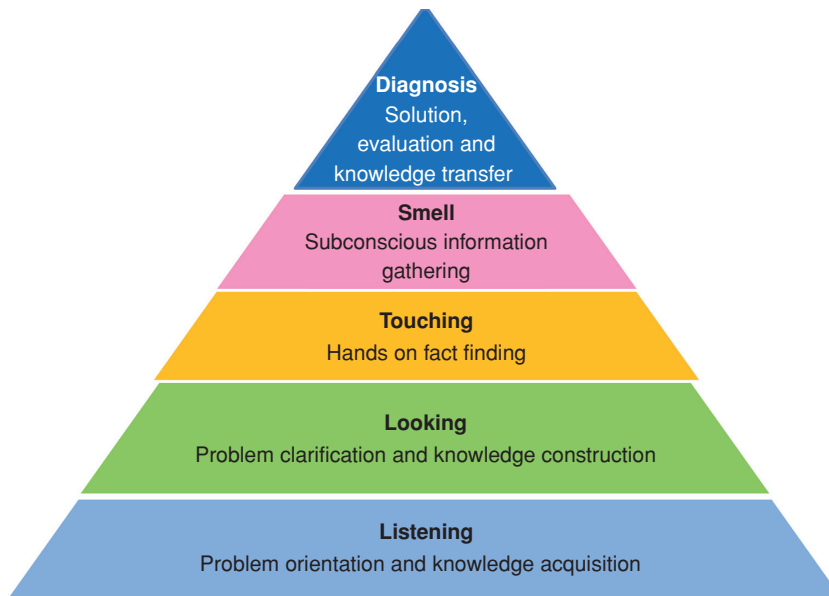 Diagnosis
Solution,
evaluation and
knowledge transfer
Smell
Subconscious information
gathering
Touching
Hands on fact finding
Looking
Problem clarification and knowledge construction
Listening
Problem orientation and knowledge acquisition